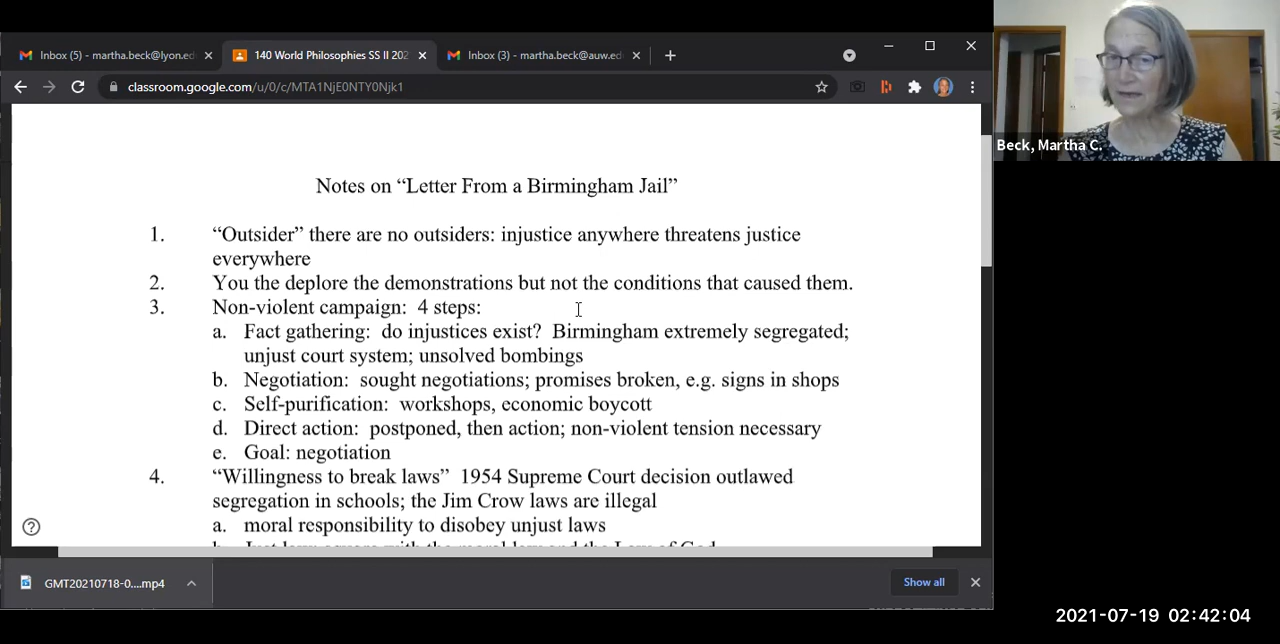 Inbox (5) - martha.beck@lyon.ed
140 World Philosophies SS II 202
Inbox (3) - martha.beck@auw.ed
classroom.google.com/u/0/c/MTA1NjE0NTY0Njk1
Beck, Martha C.
Notes on “Letter From a Birmingham Jail”
1. “Outsider” there are no outsiders: injustice anywhere threatens justice
everywhere
2. You the deplore the demonstrations but not the conditions that caused them.
3. Non-violent campaign: 4 steps:
a. Fact gathering: do injustices exist? Birmingham extremely segregated;
unjust court system; unsolved bombings
b. Negotiation: sought negotiations; promises broken, e.g. signs in shops
c. Self-purification: workshops, economic boycott
d. Direct action: postponed, then action; non-violent tension necessary
e. Goal: negotiation
4. “Willingness to break laws” 1954 Supreme Court decision outlawed
segregation in schools; the Jim Crow laws are illegal
a. moral responsibility to disobey unjust laws
GMT20210718-0....mp4
Show all
2021-07-19 02:42:04